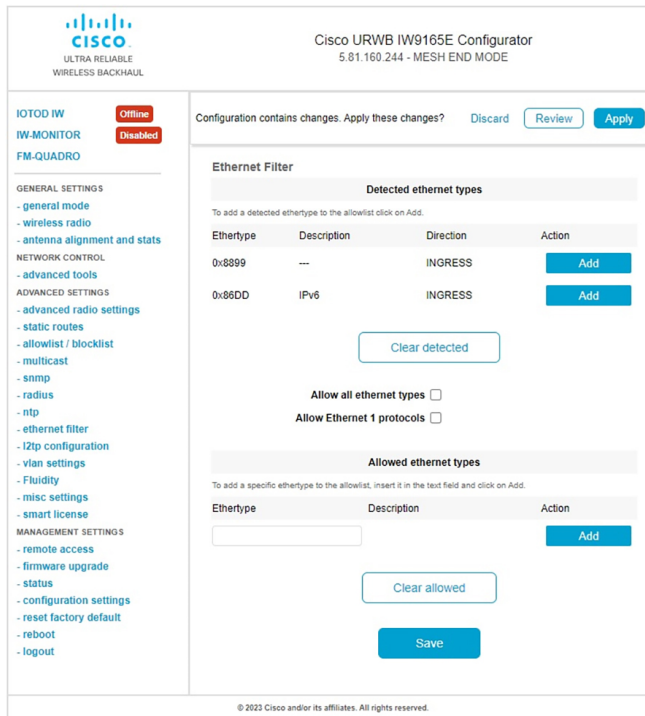 CISCO
ULTRA RELIABLE
WIRELESS BACKHAUL
Cisco URWB IW9165E Configurator
5.81.160.244 - MESH END MODE
IOTOD IW Offline
IW-MONITOR Disabled
FM-QUADRO
GENERAL SETTINGS
- general mode
- wireless radio
- antenna alignment and stats
NETWORK CONTROL
- advanced tools
ADVANCED SETTINGS
- advanced radio settings
- static routes
- allowlist / blocklist
- multicast
- snmp
- radius
- ntp
- ethernet filter
- l2tp configuration
- vlan settings
- Fluidity
- misc settings
- smart license
MANAGEMENT SETTINGS
- remote access
- firmware upgrade
- status
- configuration settings
- reset factory default
- reboot
- logout
Configuration contains changes. Apply these changes? Discard Review Apply
Ethernet Filter
Detected ethernet types
To add a detected ethertype to the allowlist click on Add.
Ethertype Description Direction Action
0x8899 --- INGRESS Add
0x86DD IPv6 INGRESS Add
Clear detected
Allow all ethernet types
Allow Ethernet 1 protocols
Allowed ethernet types
To add a specific ethertype to the allowlist, insert it in the text field and click on Add.
Ethertype Description Action
Add
Clear allowed
Save
© 2023 Cisco and/or its affiliates. All rights reserved.